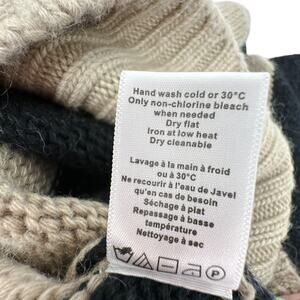 Hand wash cold or 30°C
Only non-chlorine bleach
when needed
Dry flat
Iron at low heat
Dry cleanable
Lavage à la main à froid
ou à 30°C
Ne recourir à l'eau de Javel
qu'en cas de besoin
Séchage à plat
Repassage à basse
température
Nettoyage à sec
P